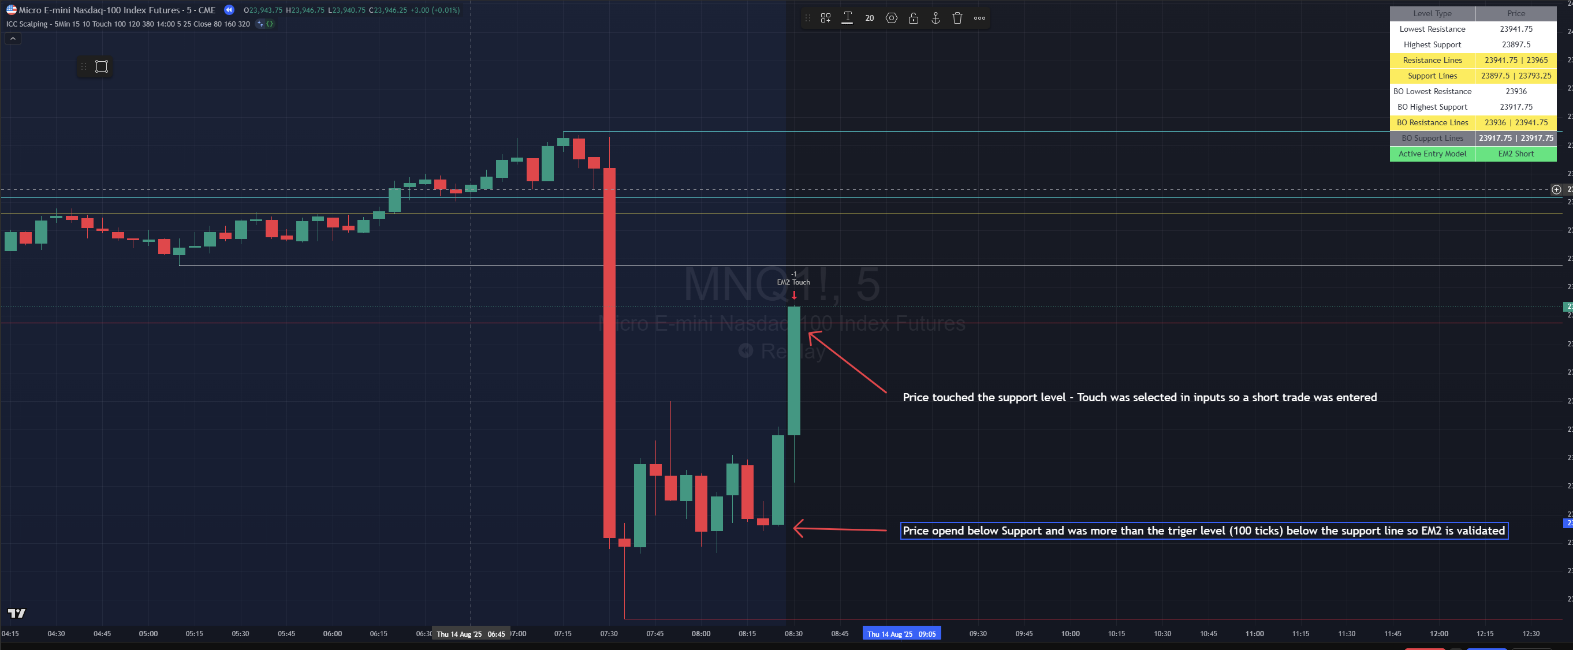 Micro E-mini Nasdaq-100 Index Futures · 5 · CME O23,943.75 H23,946.75 L23,940.75 C23,946.25 +3.00 (+0.01%)
ICC Scalping - 5Min 15 10 Touch 100 120 380 14:00 5 25 Close 80 160 320
20
Level Type Price
Lowest Resistance 23941.75
Highest Support 23897.5
Resistance Lines 23941.75 | 23965
Support Lines 23897.5 | 23793.25
BO Lowest Resistance 23936
BO Highest Support 23917.75
BO Resistance Lines 23936 | 23941.75
BO Support Lines 23917.75 | 23917.75
Active Entry Model EM2 Short
MNQ1!, 5
Micro E-mini Nasdaq-100 Index Futures
Replay
-1
EM2 Touch
Price touched the support level - Touch was selected in inputs so a short trade was entered
Price opend below Support and was more than the triger level (100 ticks) below the support line so EM2 is validated
04:15 04:30 04:45 05:00 05:15 05:30 05:45 06:00 06:15 06:30 Thu 14 Aug '25 06:45 07:00 07:15 07:30 07:45 08:00 08:15 08:30 08:45 Thu 14 Aug '25 09:05 09:30 09:45 10:00 10:15 10:30 10:45 11:00 11:15 11:30 11:45 12:00 12:15 12:30